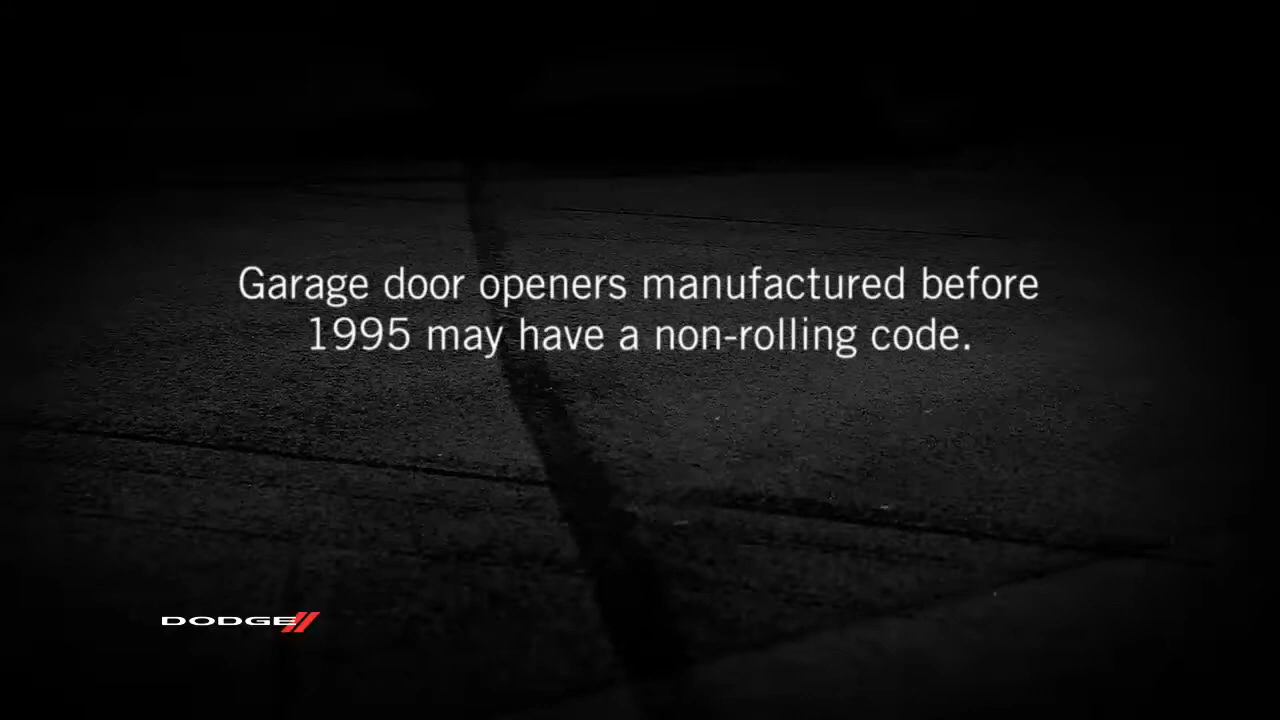 Garage door openers manufactured before
1995 may have a non-rolling code.
DODGE